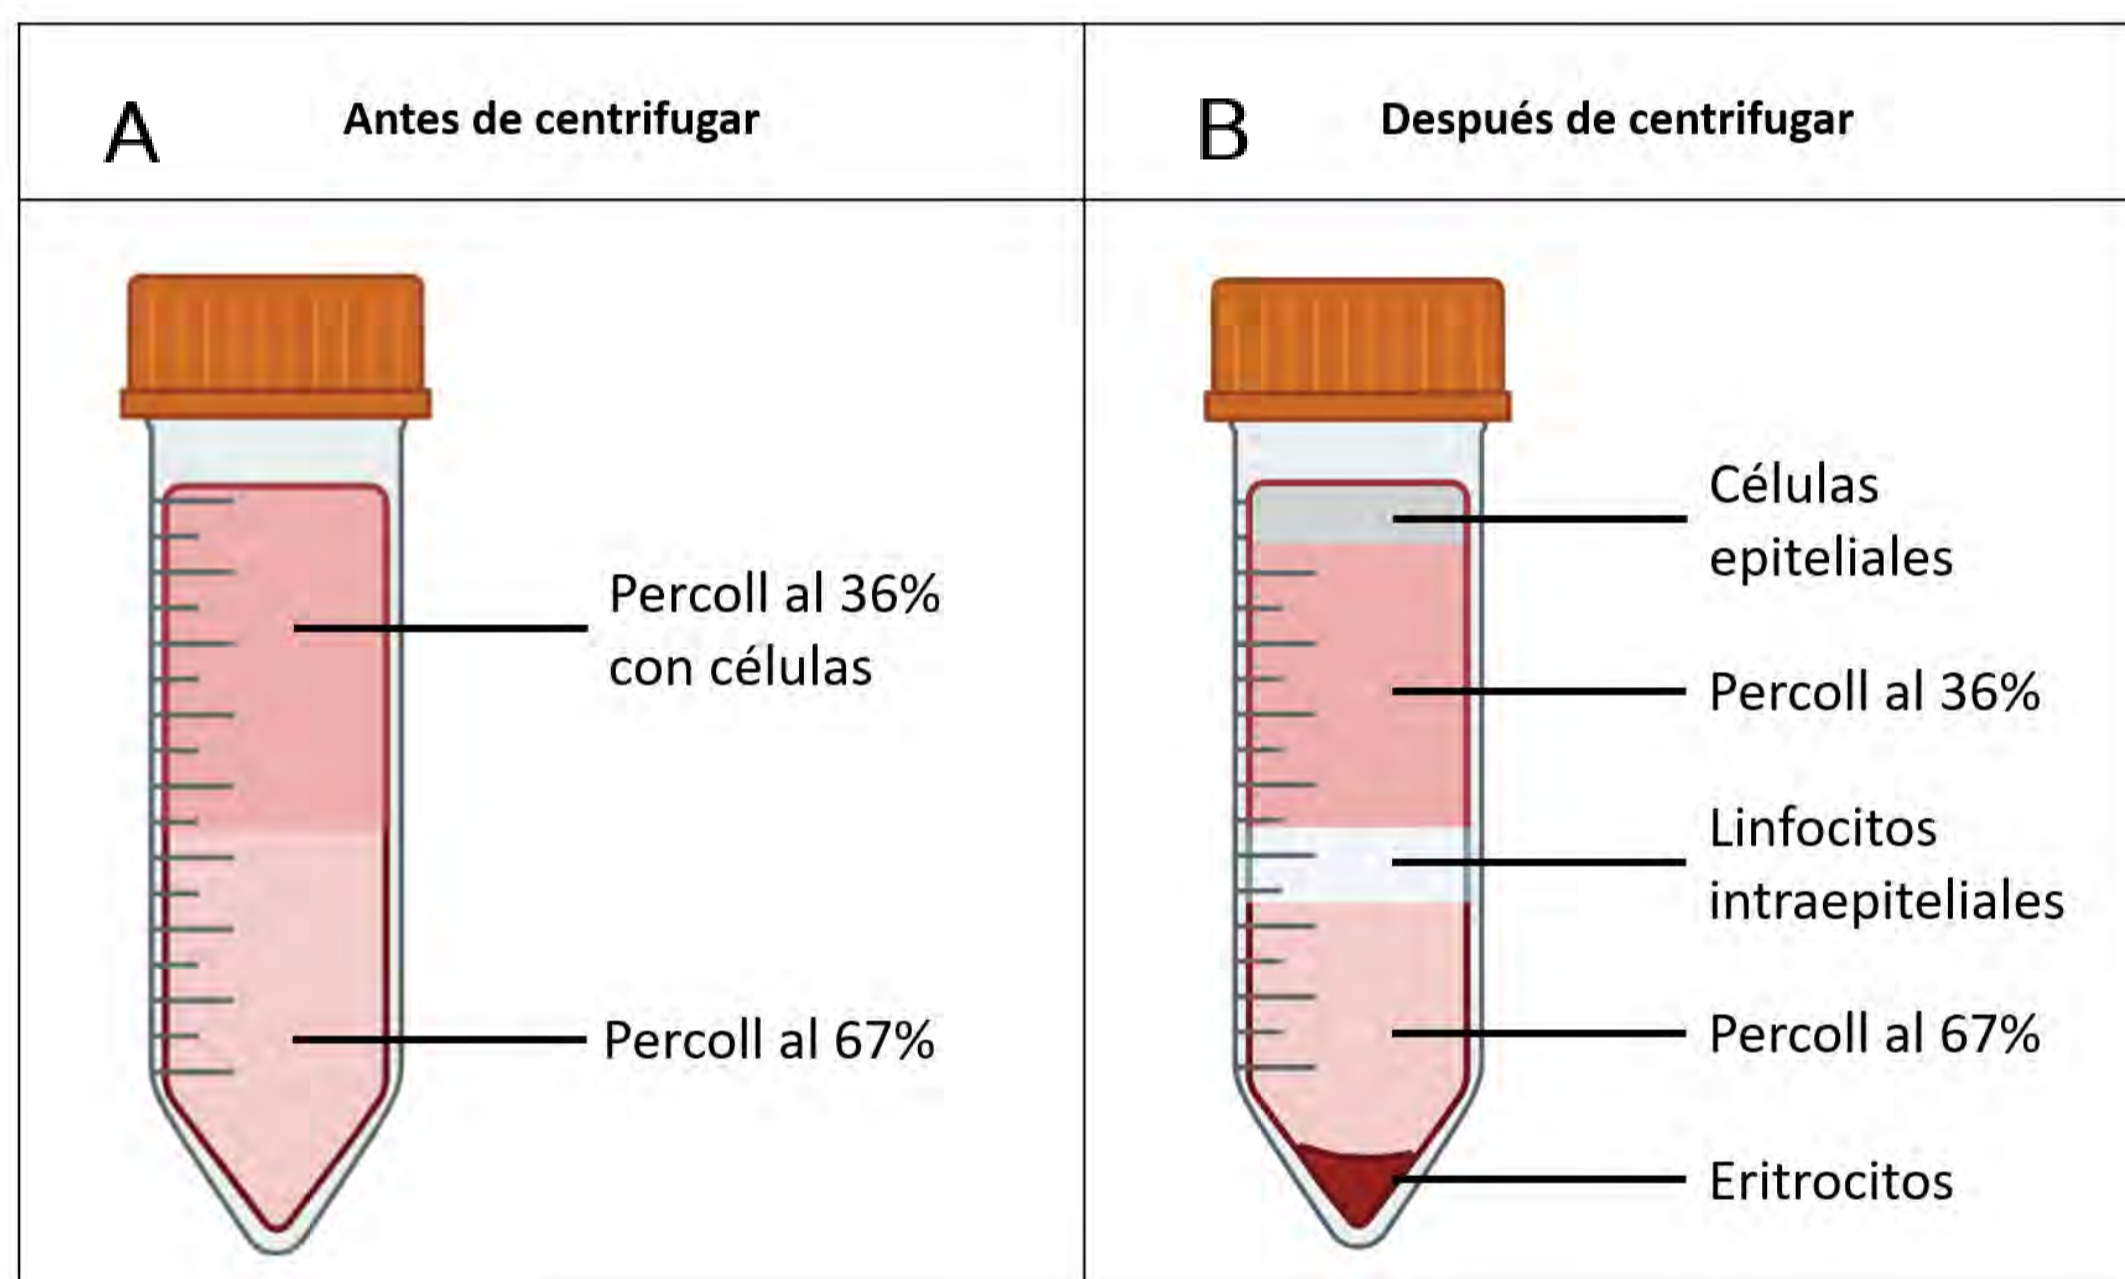 A
Antes de centrifugar
B
Después de centrifugar
Percoll al 36%
con células
Percoll al 67%
Células
epiteliales
Percoll al 36%
Linfocitos
intraepiteliales
Percoll al 67%
Eritrocitos